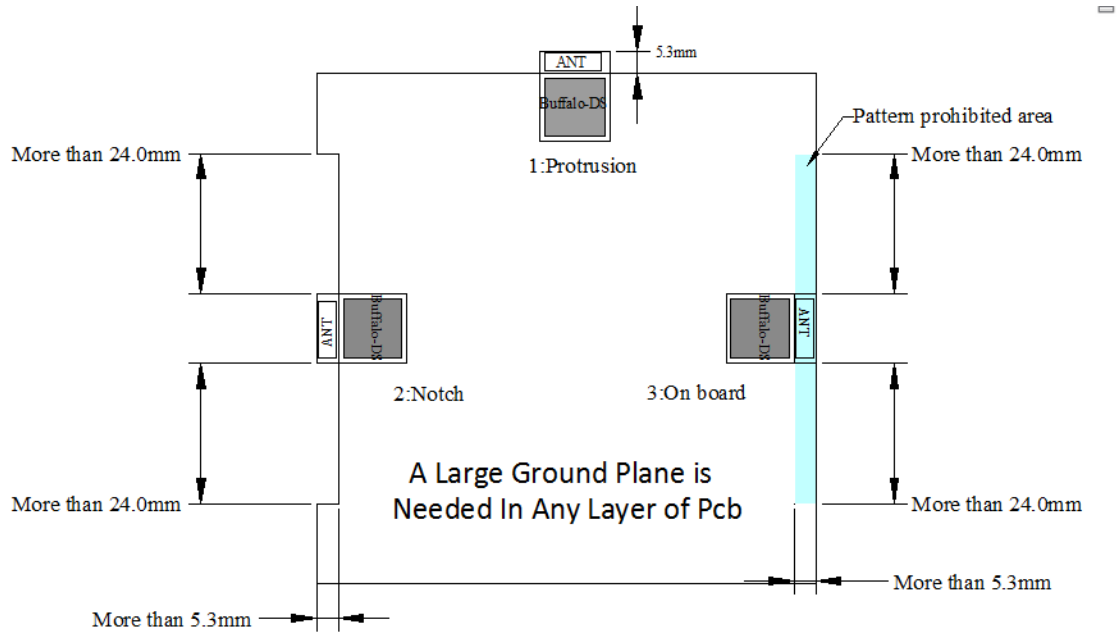 5.3mm
ANT
Buffalo-DS
Pattern prohibited area
More than 24.0mm
More than 24.0mm
1:Protrusion
ANT
Buffalo-DS
Buffalo-DS
ANT
2:Notch
3:On board
A Large Ground Plane is
Needed In Any Layer of Pcb
More than 24.0mm
More than 24.0mm
More than 5.3mm
More than 5.3mm